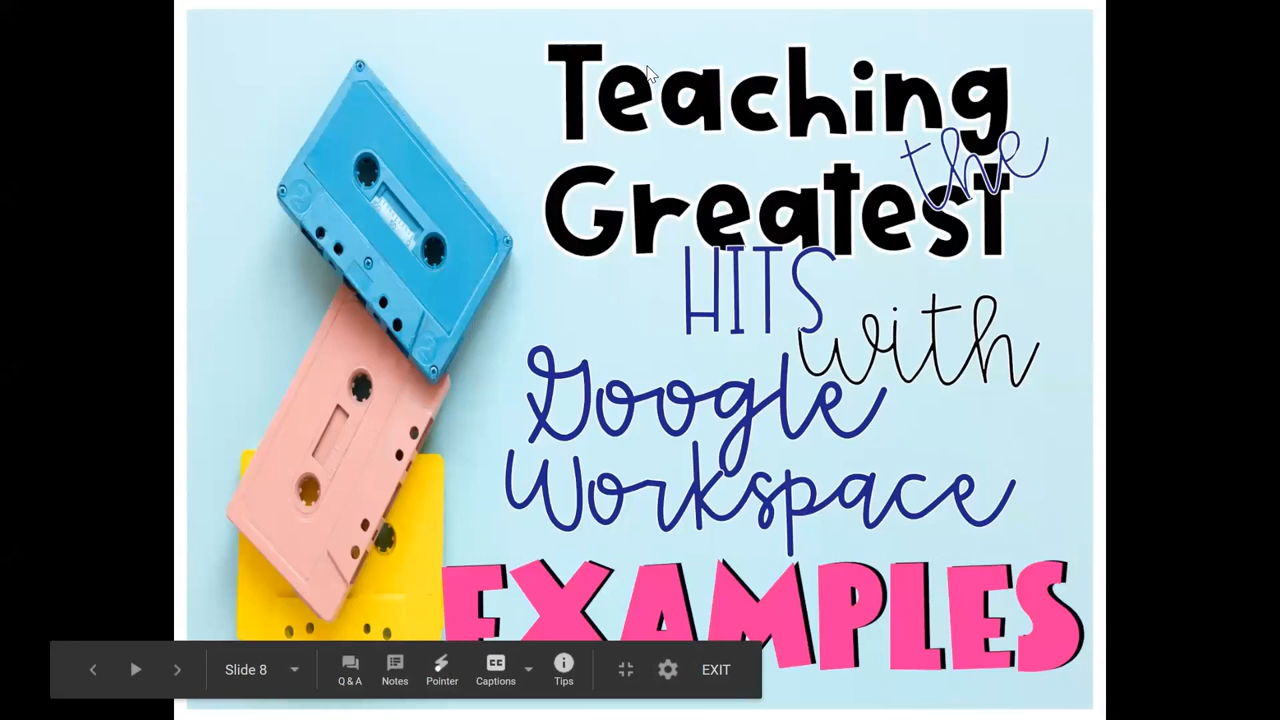 Teaching
the
Greatest
HITS
with
Google
Workspace
EXAMPLES
Slide 8
Q & A
Notes
Pointer
Captions
Tips
EXIT